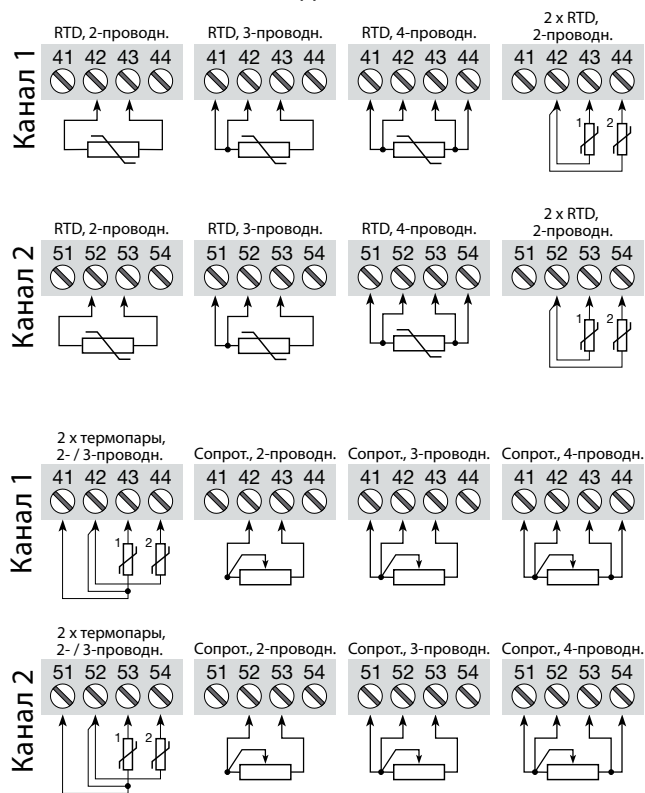 RTD, 2-проводн.
RTD, 3-проводн.
RTD, 4-проводн.
2 x RTD,
2-проводн.
Канал 1
41 42 43 44
41 42 43 44
41 42 43 44
41 42 43 44
1 2
RTD, 2-проводн.
RTD, 3-проводн.
RTD, 4-проводн.
2 x RTD,
2-проводн.
Канал 2
51 52 53 54
51 52 53 54
51 52 53 54
51 52 53 54
1 2
2 x термопары,
2- / 3-проводн.
Сопрот., 2-проводн.
Сопрот., 3-проводн.
Сопрот., 4-проводн.
Канал 1
41 42 43 44
41 42 43 44
41 42 43 44
41 42 43 44
1 2
2 x термопары,
2- / 3-проводн.
Сопрот., 2-проводн.
Сопрот., 3-проводн.
Сопрот., 4-проводн.
Канал 2
51 52 53 54
51 52 53 54
51 52 53 54
51 52 53 54
1 2